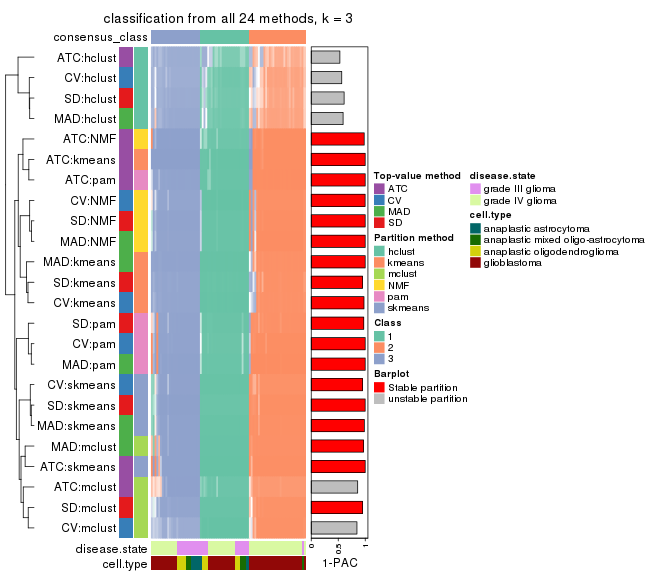 classification from all 24 methods, k = 3
consensus_class
ATC:hclust
CV:hclust
SD:hclust
MAD:hclust
ATC:NMF
ATC:kmeans
ATC:pam
CV:NMF
SD:NMF
MAD:NMF
MAD:kmeans
SD:kmeans
CV:kmeans
SD:pam
CV:pam
MAD:pam
CV:skmeans
SD:skmeans
MAD:skmeans
MAD:mclust
ATC:skmeans
ATC:mclust
SD:mclust
CV:mclust
disease.state
cell.type
0 0.5 1
1-PAC
Top-value method
ATC
CV
MAD
SD
Partition method
hclust
kmeans
mclust
NMF
pam
skmeans
Class
1
2
3
Barplot
Stable partition
unstable partition
disease.state
grade III glioma
grade IV glioma
cell.type
anaplastic astrocytoma
anaplastic mixed oligo-astrocytoma
anaplastic oligodendroglioma
glioblastoma